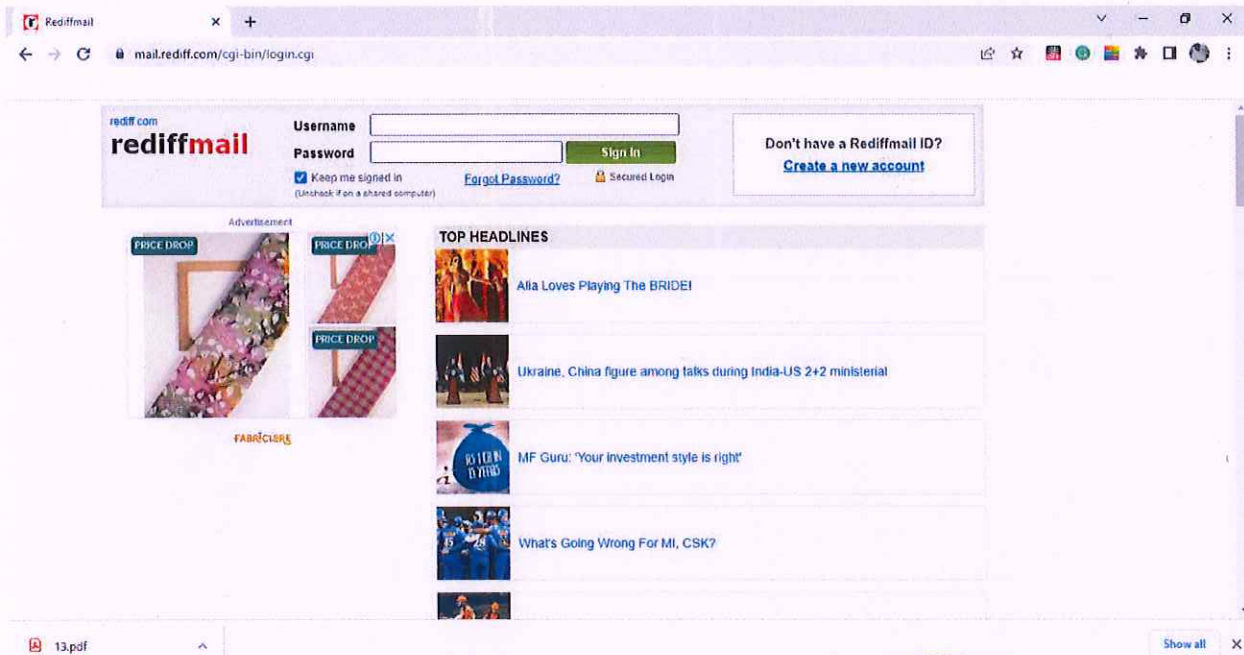 Rediffmail
mail.rediff.com/cgi-bin/login.cgi
rediff.com
rediffmail
Username
Password
Sign In
Keep me signed in
(Uncheck if on a shared computer)
Forgot Password?
Secured Login
Don't have a Rediffmail ID?
Create a new account
Advertisement
PRICE DROP
PRICE DROP
PRICE DROP
FABRICLORE
TOP HEADLINES
Alia Loves Playing The BRIDE!
Ukraine, China figure among talks during India-US 2+2 ministerial
MF Guru: 'Your investment style is right'
What's Going Wrong For MI, CSK?
13.pdf
Show all